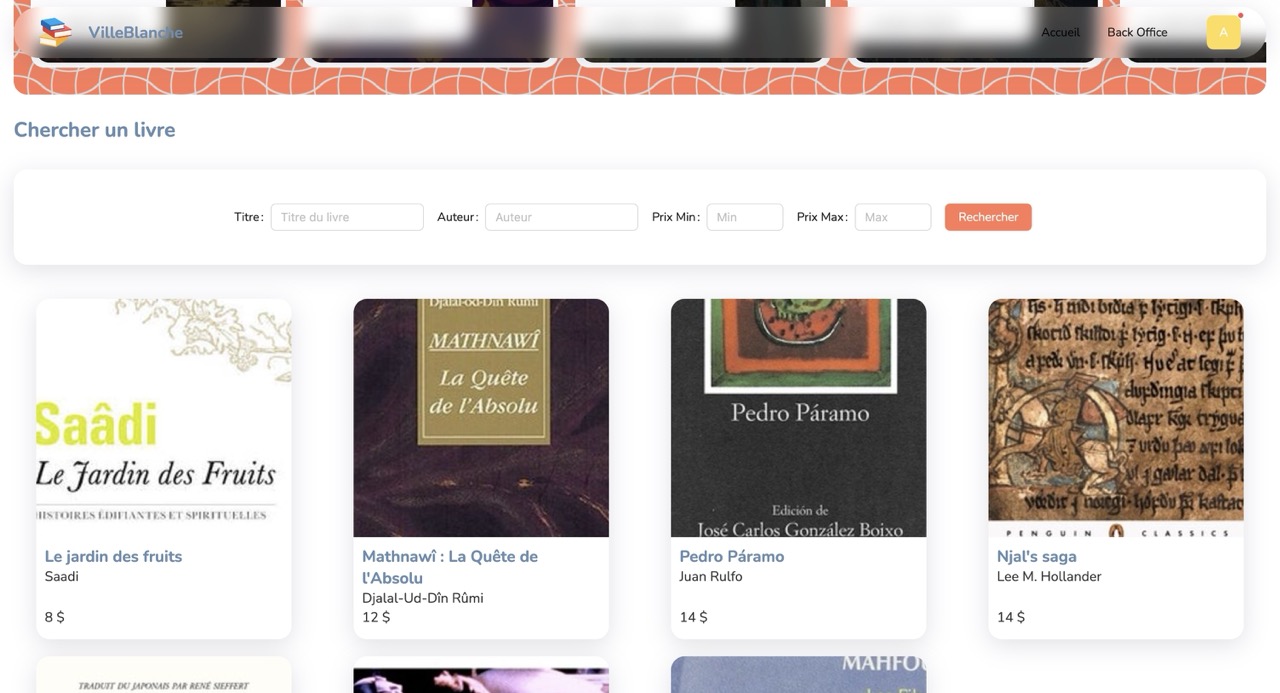 VilleBlanche
Accueil
Back Office
A
Chercher un livre
Titre :
Titre du livre
Auteur :
Auteur
Prix Min :
Min
Prix Max :
Max
Rechercher
Saâdi
Le Jardin des Fruits
HISTOIRES ÉDIFIANTES ET SPIRITUELLES
Le jardin des fruits
Saadi
8 $
Djalâl-od-Dîn Rûmî
MATHNAWÎ
La Quête
de l'Absolu
Mathnawî : La Quête de
l'Absolu
Djalal-Ud-Dîn Rûmi
12 $
Pedro Páramo
Edición de
José Carlos González Boixo
Pedro Páramo
Juan Rulfo
14 $
PENGUIN CLASSICS
Njal's saga
Lee M. Hollander
14 $
TRADUIT DU JAPONAIS PAR RENÉ SIEFFERT
MAHFOU